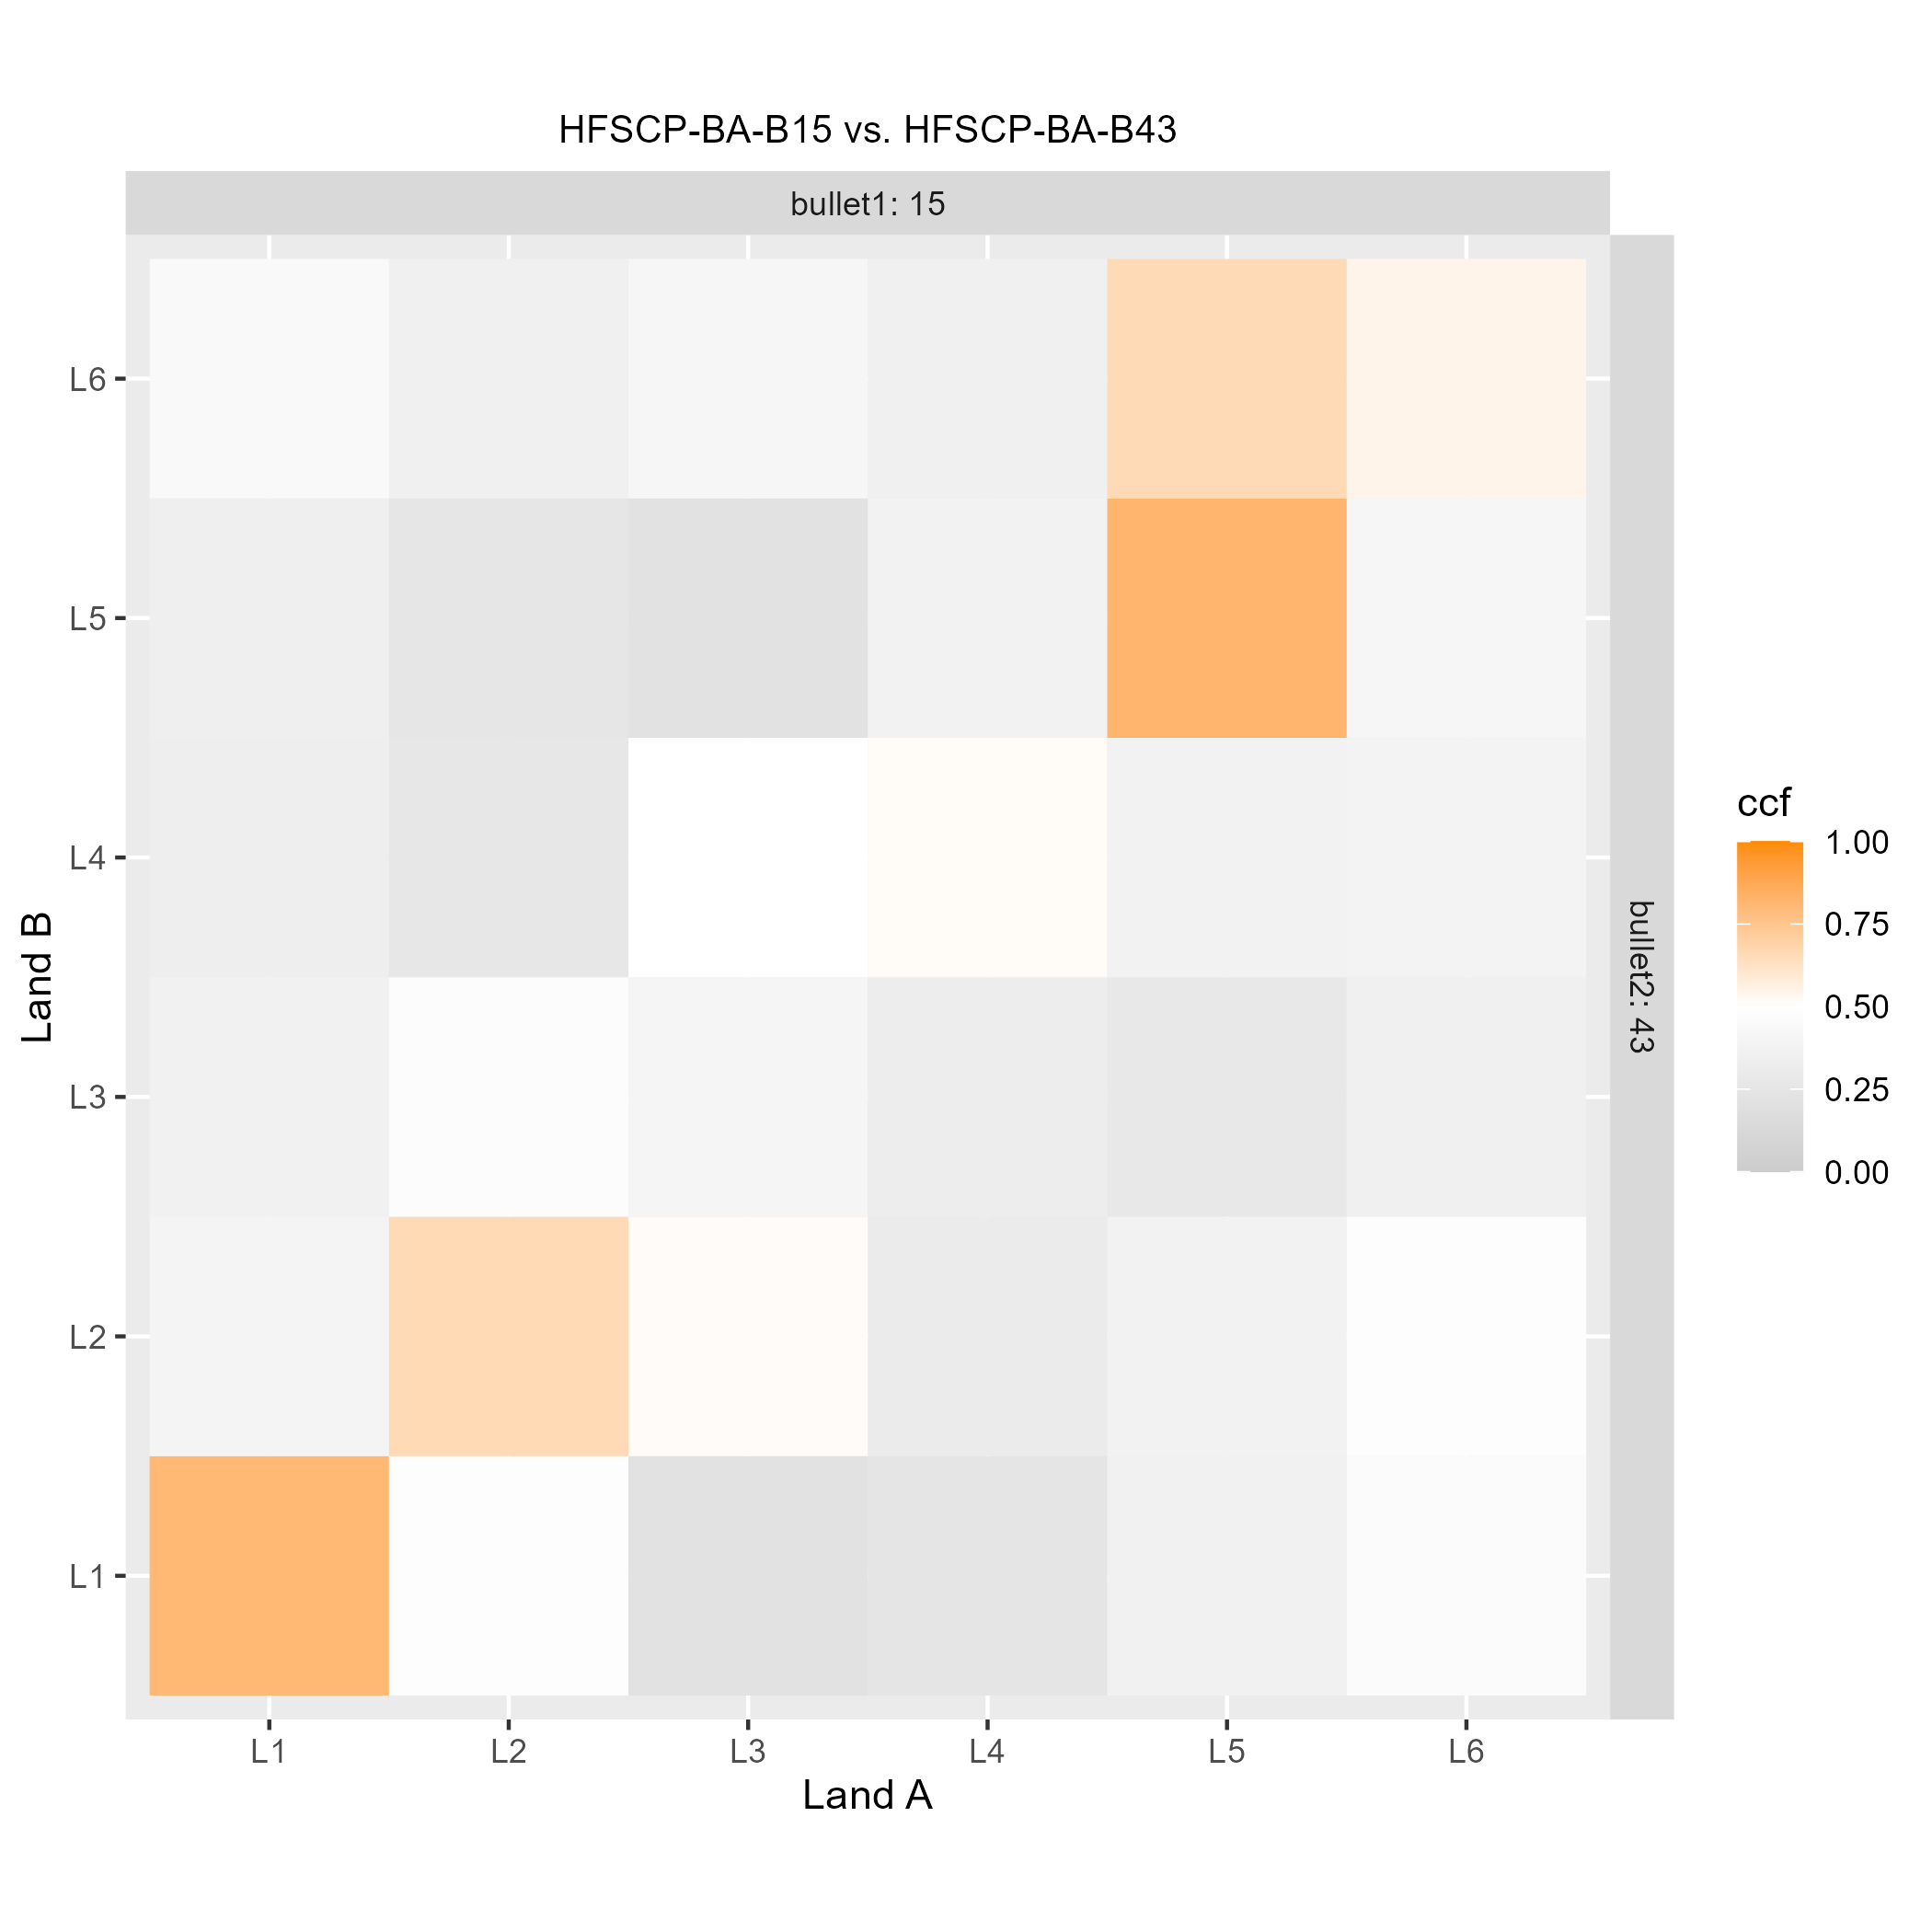 HFSCP-BA-B15 vs. HFSCP-BA-B43
bullet1: 15
L6
L5
L4
L3
L2
L1
Land B
L1 L2 L3 L4 L5 L6
Land A
bullet2: 43
ccf
1.00
0.75
0.50
0.25
0.00